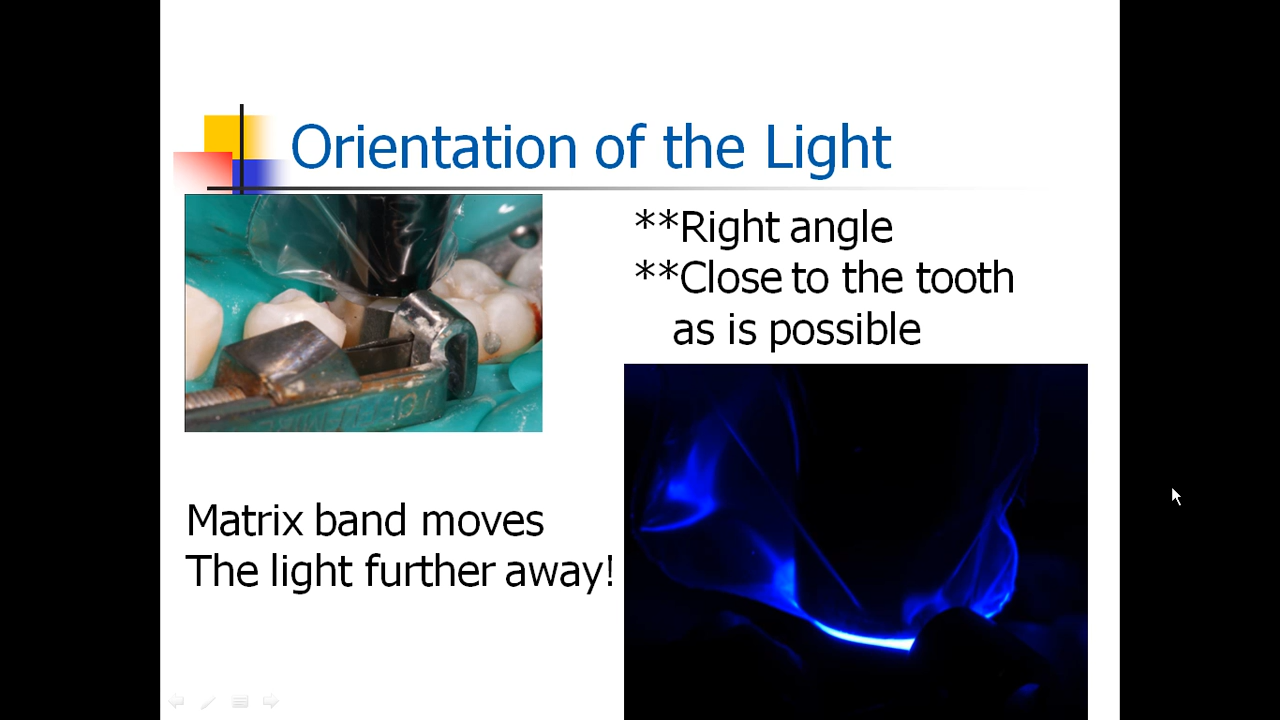 Orientation of the Light
**Right angle
**Close to the tooth
as is possible
Matrix band moves
The light further away!